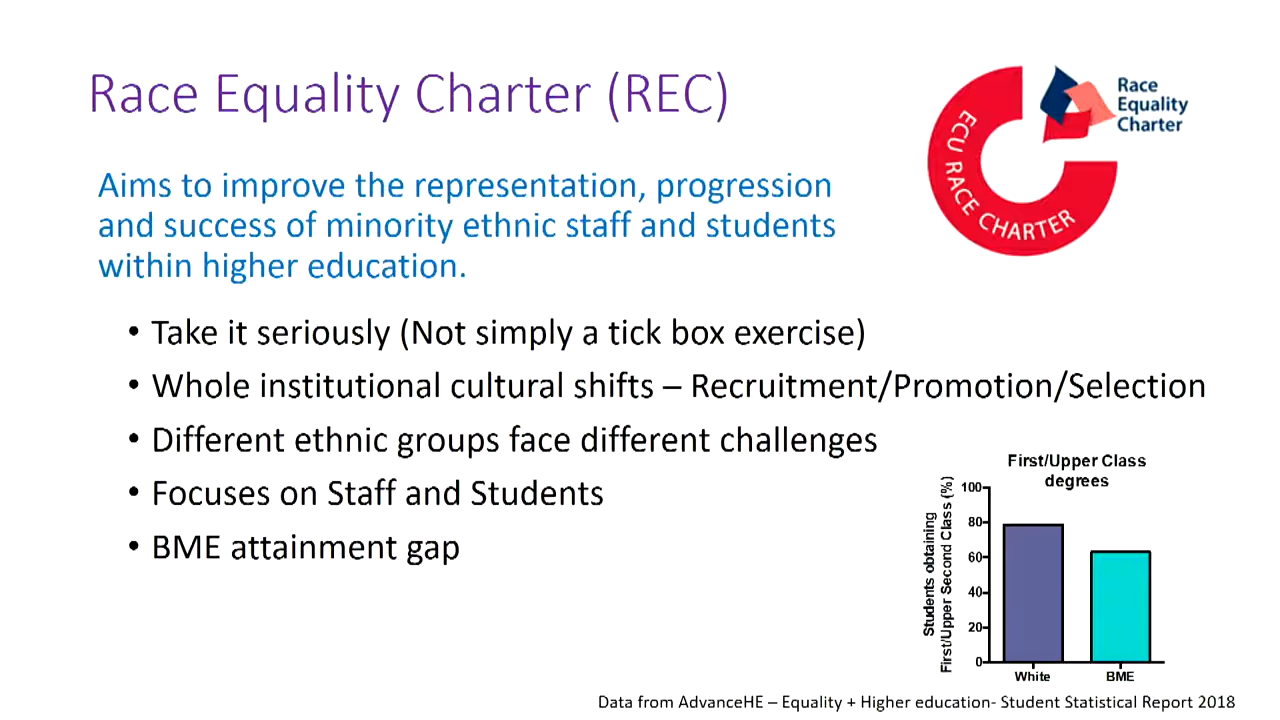 Race Equality Charter (REC)
Race
Equality
Charter
ECU RACE CHARTER
Aims to improve the representation, progression
and success of minority ethnic staff and students
within higher education.
• Take it seriously (Not simply a tick box exercise)
• Whole institutional cultural shifts – Recruitment/Promotion/Selection
• Different ethnic groups face different challenges
• Focuses on Staff and Students
• BME attainment gap
First/Upper Class
degrees
Students obtaining
First/Upper Second Class (%)
100
80
60
40
20
0
White BME
Data from AdvanceHE – Equality + Higher education- Student Statistical Report 2018